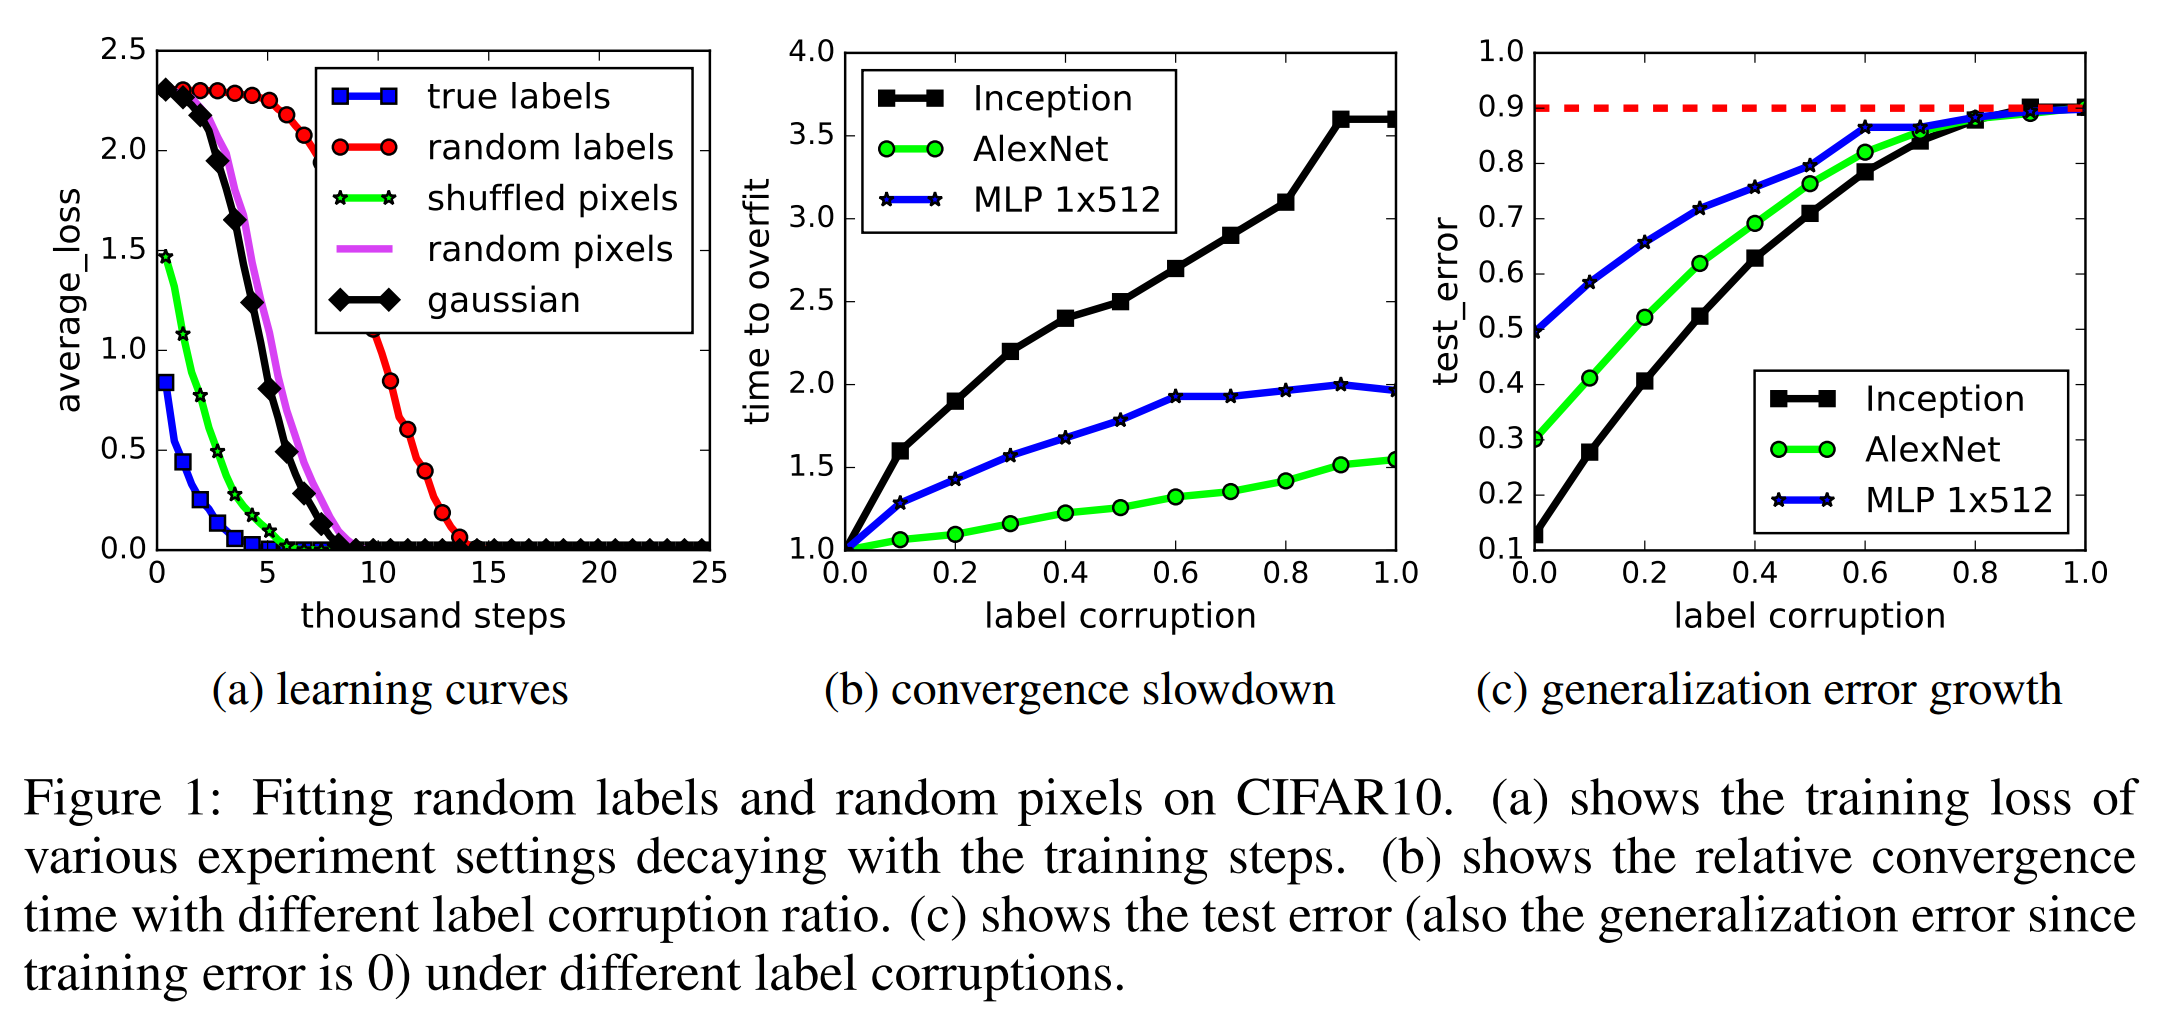 2.5
2.0
1.5
1.0
0.5
0.0
average_loss
0 5 10 15 20 25
thousand steps
true labels
random labels
shuffled pixels
random pixels
gaussian
(a) learning curves
4.0
3.5
3.0
2.5
2.0
1.5
1.0
time to overfit
0.0 0.2 0.4 0.6 0.8 1.0
label corruption
Inception
AlexNet
MLP 1x512
(b) convergence slowdown
1.0
0.9
0.8
0.7
0.6
0.5
0.4
0.3
0.2
0.1
test_error
0.0 0.2 0.4 0.6 0.8 1.0
label corruption
Inception
AlexNet
MLP 1x512
(c) generalization error growth
Figure 1: Fitting random labels and random pixels on CIFAR10. (a) shows the training loss of
various experiment settings decaying with the training steps. (b) shows the relative convergence
time with different label corruption ratio. (c) shows the test error (also the generalization error since
training error is 0) under different label corruptions.